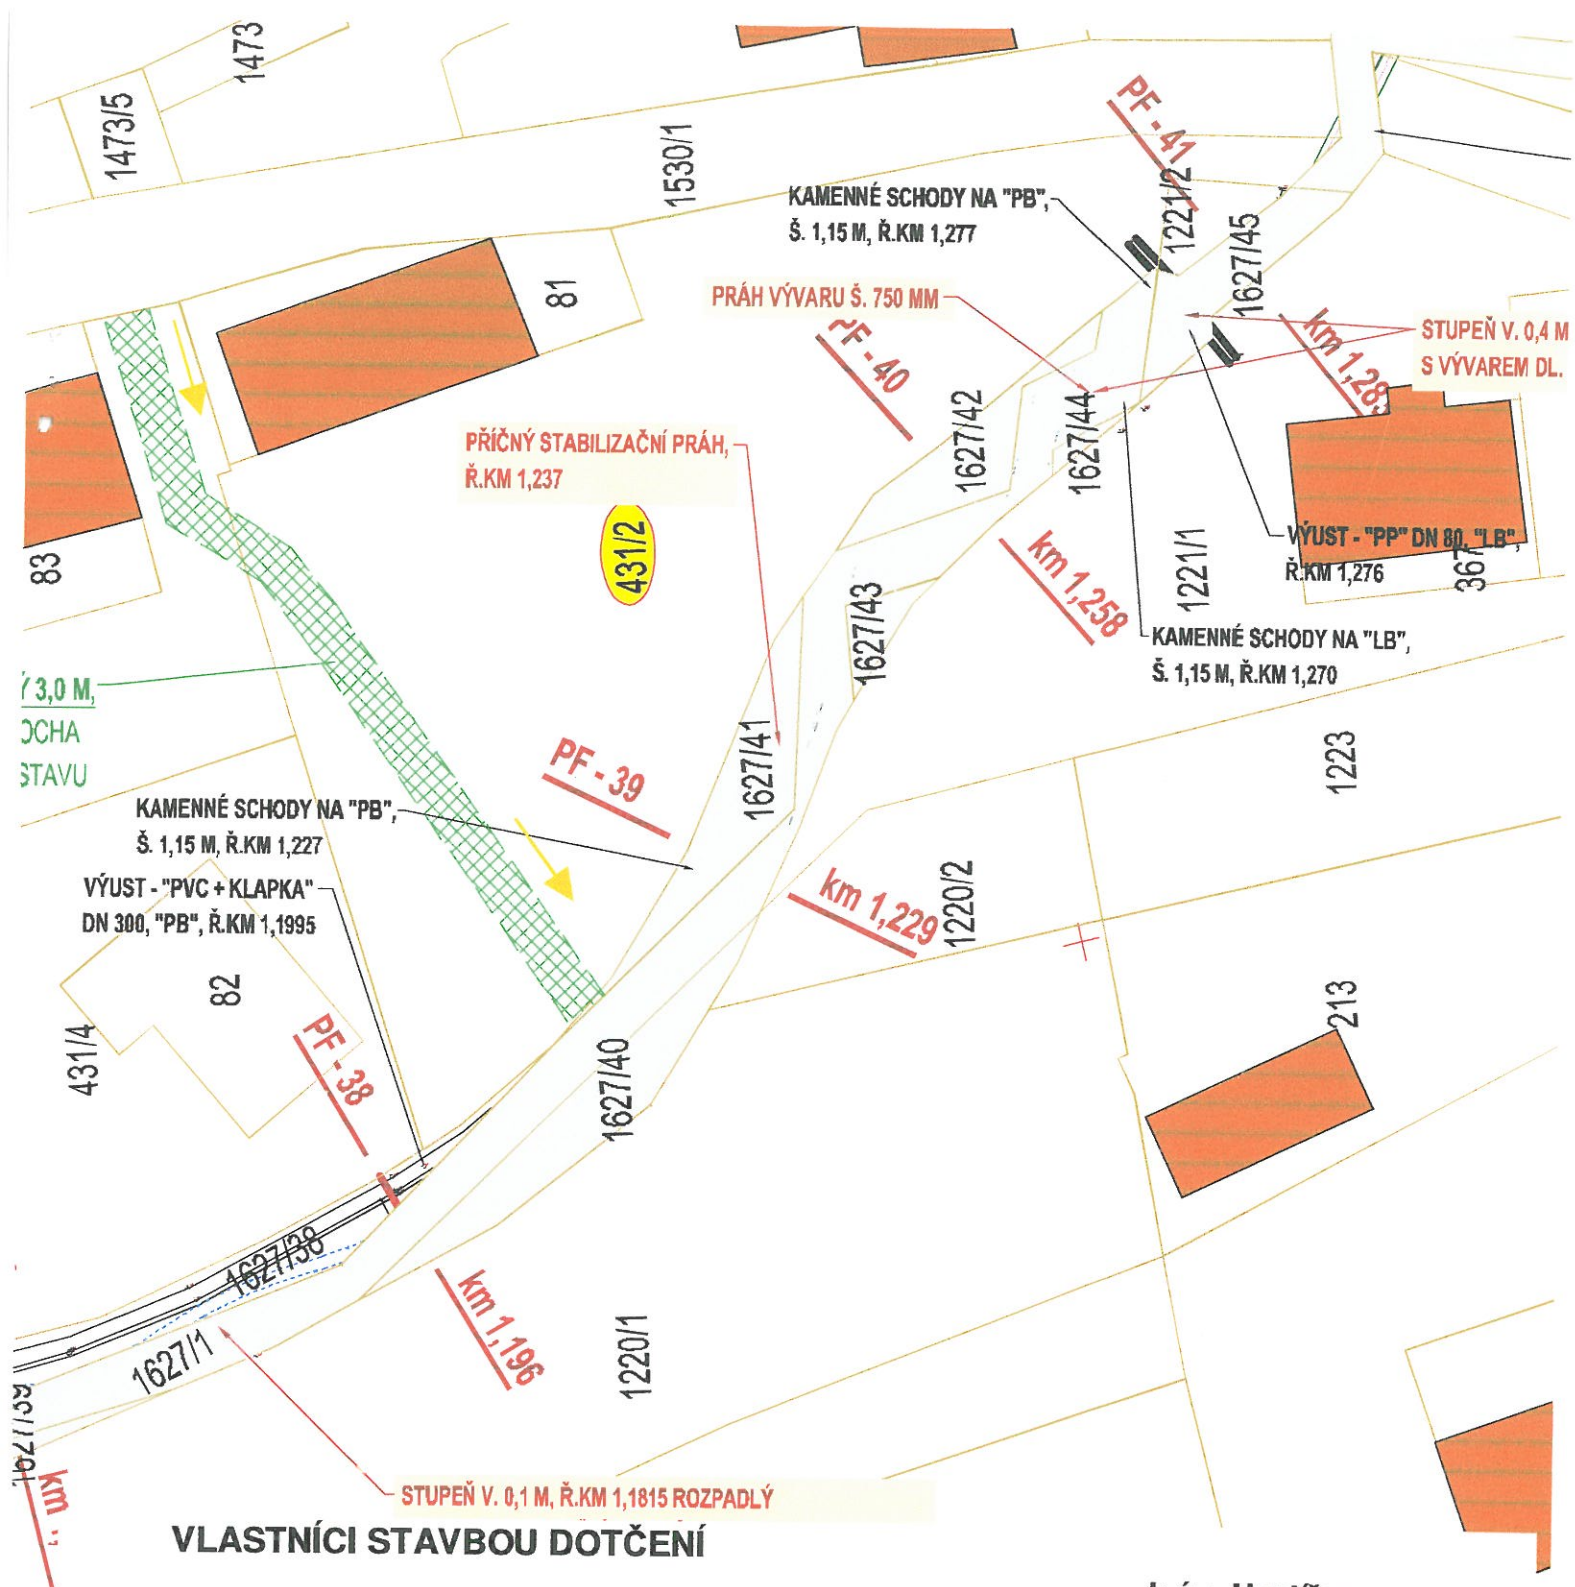 1473
1473/5
1530/1
PF - 41
1221/2
KAMENNÉ SCHODY NA "PB",
Š. 1,15 M, Ř.KM 1,277
1627/45
81
PRÁH VÝVARU Š. 750 MM
STUPEŇ V. 0,4 M
S VÝVAREM DL.
PF - 40
km 1,283
1627/42
1627/44
PŘÍČNÝ STABILIZAČNÍ PRÁH,
Ř.KM 1,237
431/2
83
VÝUST - "PP" DN 80, "LB",
Ř.KM 1,276
367
1221/1
km 1,258
1627/43
KAMENNÉ SCHODY NA "LB",
Š. 1,15 M, Ř.KM 1,270
Ý 3,0 M,
OCHA
STAVU
1627/41
PF - 39
1223
KAMENNÉ SCHODY NA "PB",
Š. 1,15 M, Ř.KM 1,227
VÝUST - "PVC + KLAPKA"
DN 300, "PB", Ř.KM 1,1995
km 1,229
1220/2
82
213
431/4
PF - 38
1627/40
1627/38
1627/1
km 1,196
1220/1
1627/39
km
STUPEŇ V. 0,1 M, Ř.KM 1,1815 ROZPADLÝ
VLASTNÍCI STAVBOU DOTČENÍ